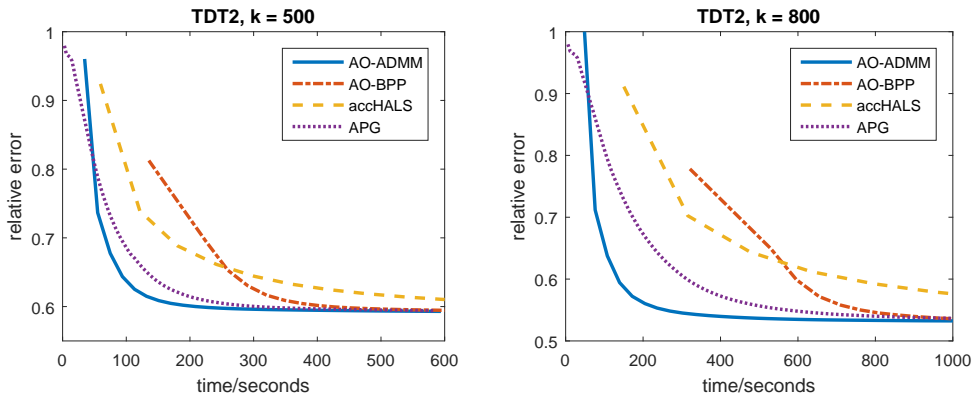 TDT2, k = 500
1
0.9
0.8
0.7
0.6
relative error
0
100
200
300
400
500
600
time/seconds
AO-ADMM
AO-BPP
accHALS
APG
TDT2, k = 800
1
0.9
0.8
0.7
0.6
0.5
relative error
0
200
400
600
800
1000
time/seconds
AO-ADMM
AO-BPP
accHALS
APG